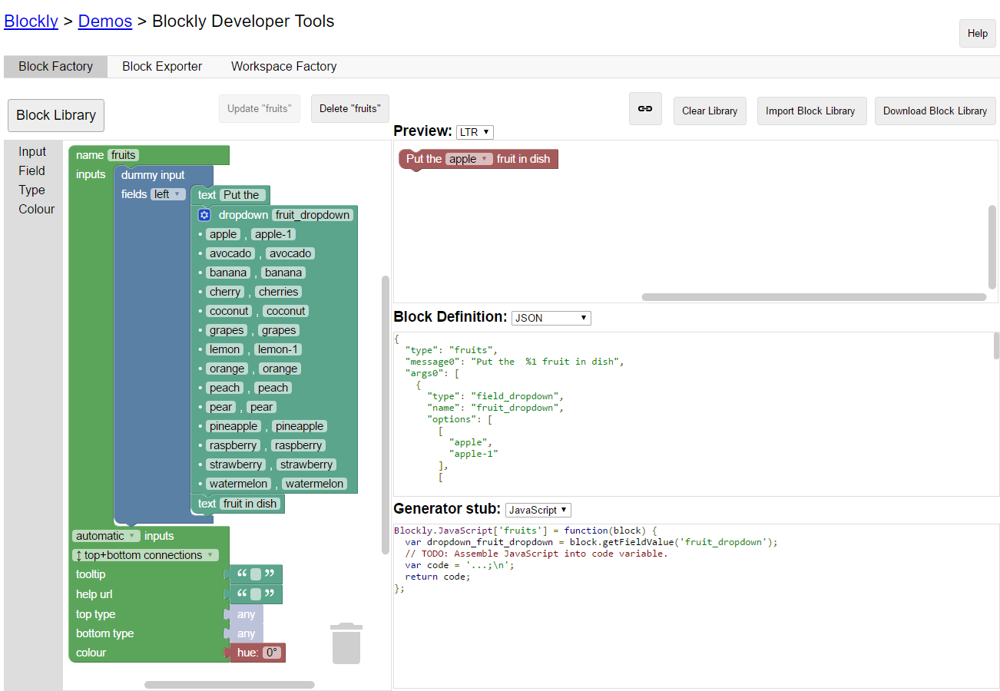 Blockly > Demos > Blockly Developer Tools
Help
Block Factory Block Exporter Workspace Factory
Block Library
Update "fruits" Delete "fruits"
Clear Library Import Block Library Download Block Library
Input
Field
Type
Colour
name fruits
inputs dummy input
fields left ▼ text Put the
dropdown fruit_dropdown
• apple , apple-1
• avocado , avocado
• banana , banana
• cherry , cherries
• coconut , coconut
• grapes , grapes
• lemon , lemon-1
• orange , orange
• peach , peach
• pear , pear
• pineapple , pineapple
• raspberry , raspberry
• strawberry , strawberry
• watermelon , watermelon
text fruit in dish
automatic ▼ inputs
↕ top+bottom connections ▼
tooltip “ ”
help url “ ”
top type any
bottom type any
colour hue: 0°
Preview: LTR ▼
Put the apple ▼ fruit in dish
Block Definition: JSON ▼
{
"type": "fruits",
"message0": "Put the  %1 fruit in dish",
"args0": [
{
"type": "field_dropdown",
"name": "fruit_dropdown",
"options": [
[
"apple",
"apple-1"
],
[
Generator stub: JavaScript ▼
Blockly.JavaScript['fruits'] = function(block) {
var dropdown_fruit_dropdown = block.getFieldValue('fruit_dropdown');
// TODO: Assemble JavaScript into code variable.
var code = '...;\n';
return code;
};